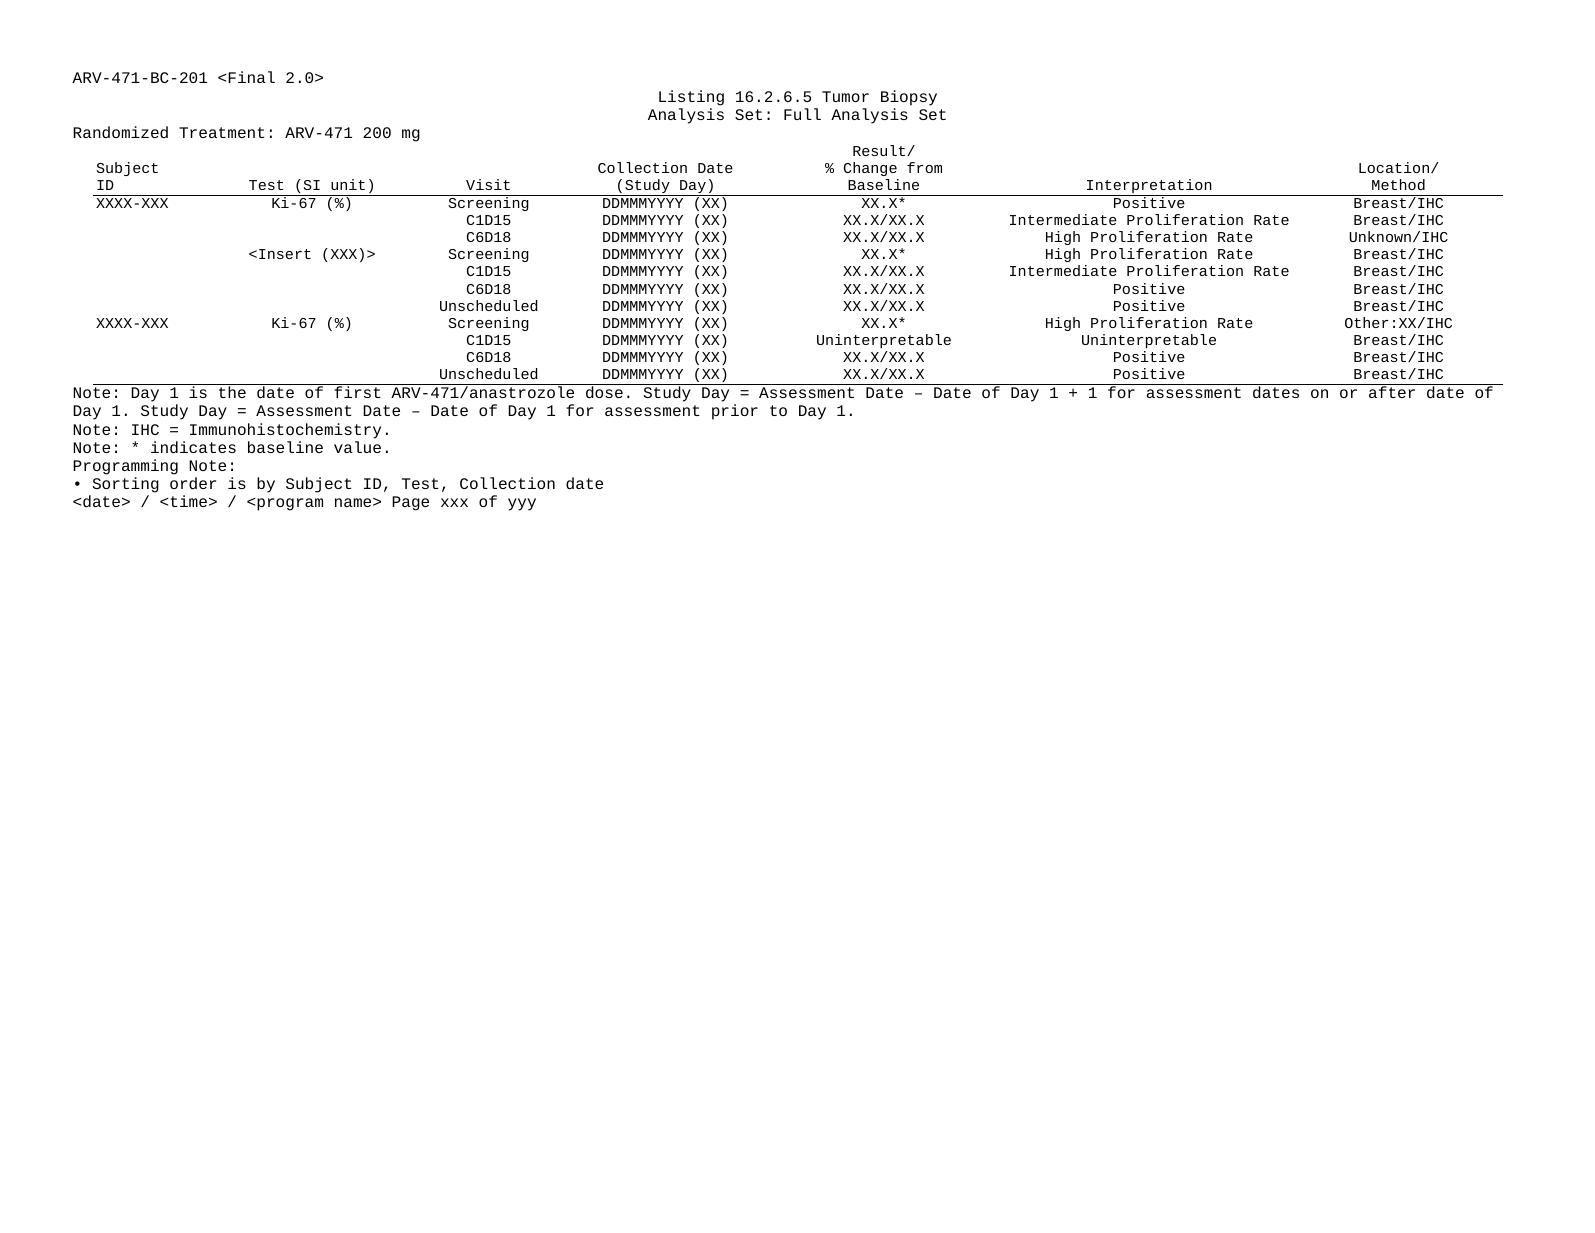 ARV-471-BC-201 <Final 2.0>
Listing 16.2.6.5 Tumor Biopsy
Analysis Set: Full Analysis Set
Randomized Treatment: ARV-471 200 mg
Result/
Subject Collection Date % Change from Location/
ID Test (SI unit) Visit (Study Day) Baseline Interpretation Method
XXXX-XXX Ki-67 (%) Screening DDMMMYYYY (XX) XX.X* Positive Breast/IHC
C1D15 DDMMMYYYY (XX) XX.X/XX.X Intermediate Proliferation Rate Breast/IHC
C6D18 DDMMMYYYY (XX) XX.X/XX.X High Proliferation Rate Unknown/IHC
<Insert (XXX)> Screening DDMMMYYYY (XX) XX.X* High Proliferation Rate Breast/IHC
C1D15 DDMMMYYYY (XX) XX.X/XX.X Intermediate Proliferation Rate Breast/IHC
C6D18 DDMMMYYYY (XX) XX.X/XX.X Positive Breast/IHC
Unscheduled DDMMMYYYY (XX) XX.X/XX.X Positive Breast/IHC
XXXX-XXX Ki-67 (%) Screening DDMMMYYYY (XX) XX.X* High Proliferation Rate Other:XX/IHC
C1D15 DDMMMYYYY (XX) Uninterpretable Uninterpretable Breast/IHC
C6D18 DDMMMYYYY (XX) XX.X/XX.X Positive Breast/IHC
Unscheduled DDMMMYYYY (XX) XX.X/XX.X Positive Breast/IHC
Note: Day 1 is the date of first ARV-471/anastrozole dose. Study Day = Assessment Date – Date of Day 1 + 1 for assessment dates on or after date of
Day 1. Study Day = Assessment Date – Date of Day 1 for assessment prior to Day 1.
Note: IHC = Immunohistochemistry.
Note: * indicates baseline value.
Programming Note:
• Sorting order is by Subject ID, Test, Collection date
<date> / <time> / <program name> Page xxx of yyy